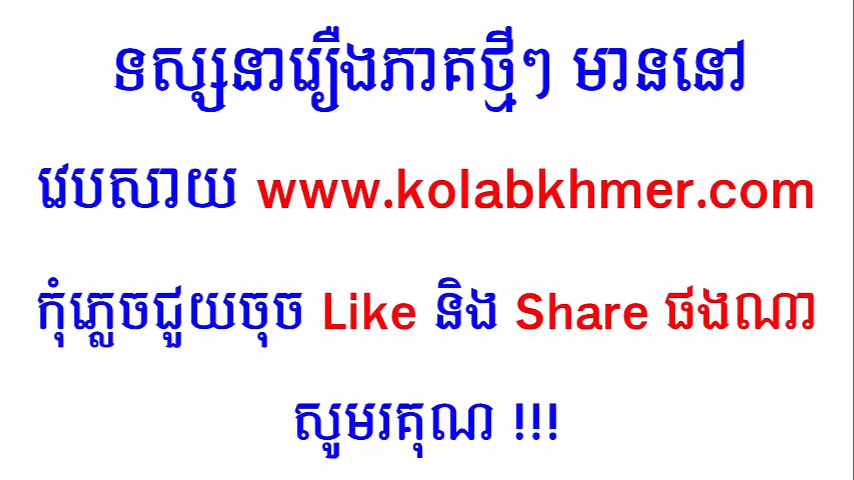 ទស្សនារឿងភាគថ្មីៗ មាននៅ
វេបសាយ www.kolabkhmer.com
កុំភ្លេចជួយចុច Like និង Share ផងណា
សូមរគុណ !!!